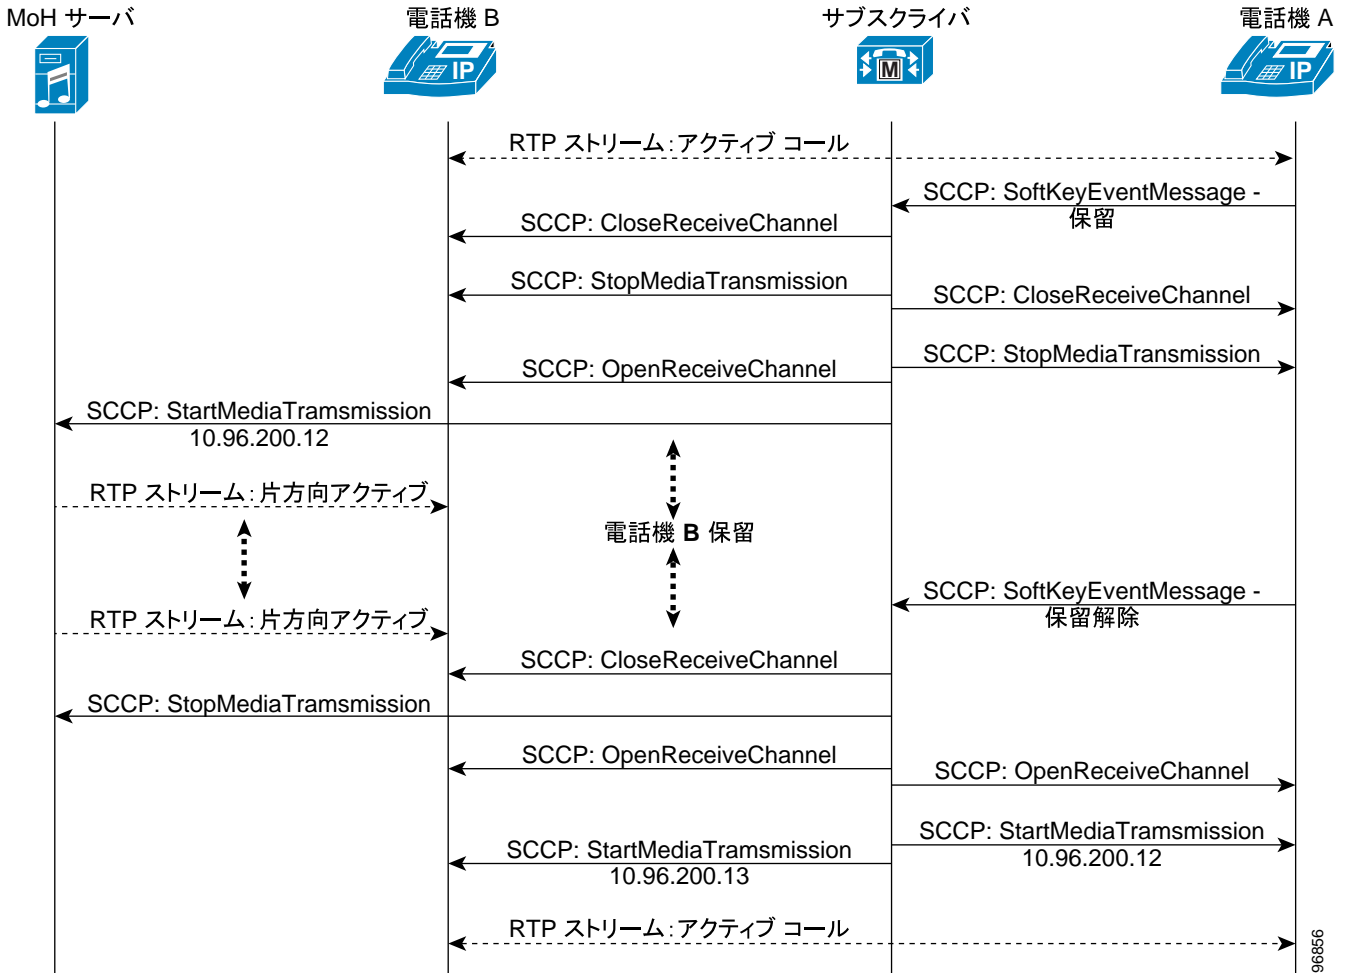 MoH サーバ
電話機 B
サブスクライバ
電話機 A
IP
M
IP
RTP ストリーム：アクティブ コール
SCCP: SoftKeyEventMessage -
保留
SCCP: CloseReceiveChannel
SCCP: StopMediaTransmission
SCCP: CloseReceiveChannel
SCCP: StopMediaTransmission
SCCP: OpenReceiveChannel
SCCP: StartMediaTramsmission
10.96.200.12
RTP ストリーム：片方向アクティブ
電話機 B 保留
SCCP: SoftKeyEventMessage -
保留解除
RTP ストリーム：片方向アクティブ
SCCP: CloseReceiveChannel
SCCP: StopMediaTramsmission
SCCP: OpenReceiveChannel
SCCP: OpenReceiveChannel
SCCP: StartMediaTramsmission
10.96.200.12
SCCP: StartMediaTramsmission
10.96.200.13
RTP ストリーム：アクティブ コール
96856